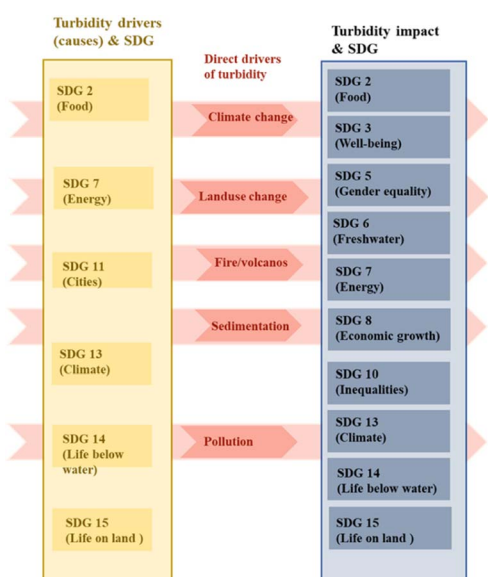 Turbidity drivers
(causes) & SDG
SDG 2
(Food)
SDG 7
(Energy)
SDG 11
(Cities)
SDG 13
(Climate)
SDG 14
(Life below
water)
SDG 15
(Life on land )
Direct drivers
of turbidity
Climate change
Landuse change
Fire/volcanos
Sedimentation
Pollution
Turbidity impact
& SDG
SDG 2
(Food)
SDG 3
(Well-being)
SDG 5
(Gender equality)
SDG 6
(Freshwater)
SDG 7
(Energy)
SDG 8
(Economic growth)
SDG 10
(Inequalities)
SDG 13
(Climate)
SDG 14
(Life below water)
SDG 15
(Life on land )